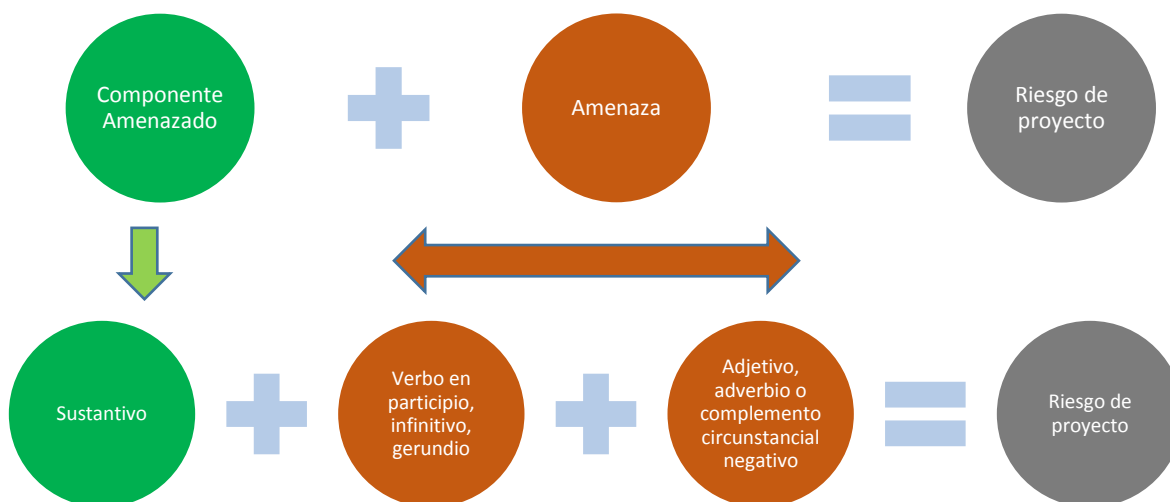 Componente
Amenazado
Amenaza
Riesgo de
proyecto
Sustantivo
Verbo en
participio,
infinitivo,
gerundio
Adjetivo,
adverbio o
complemento
circunstancial
negativo
Riesgo de
proyecto